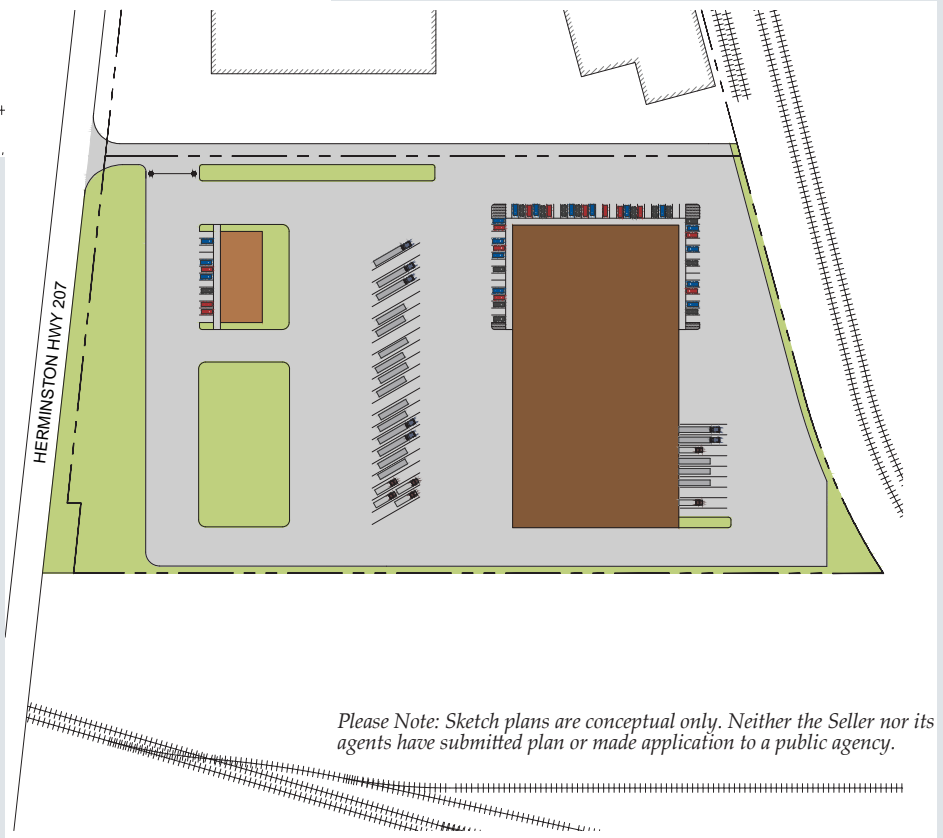 HERMINSTON HWY 207
Please Note: Sketch plans are conceptual only. Neither the Seller nor its
agents have submitted plan or made application to a public agency.